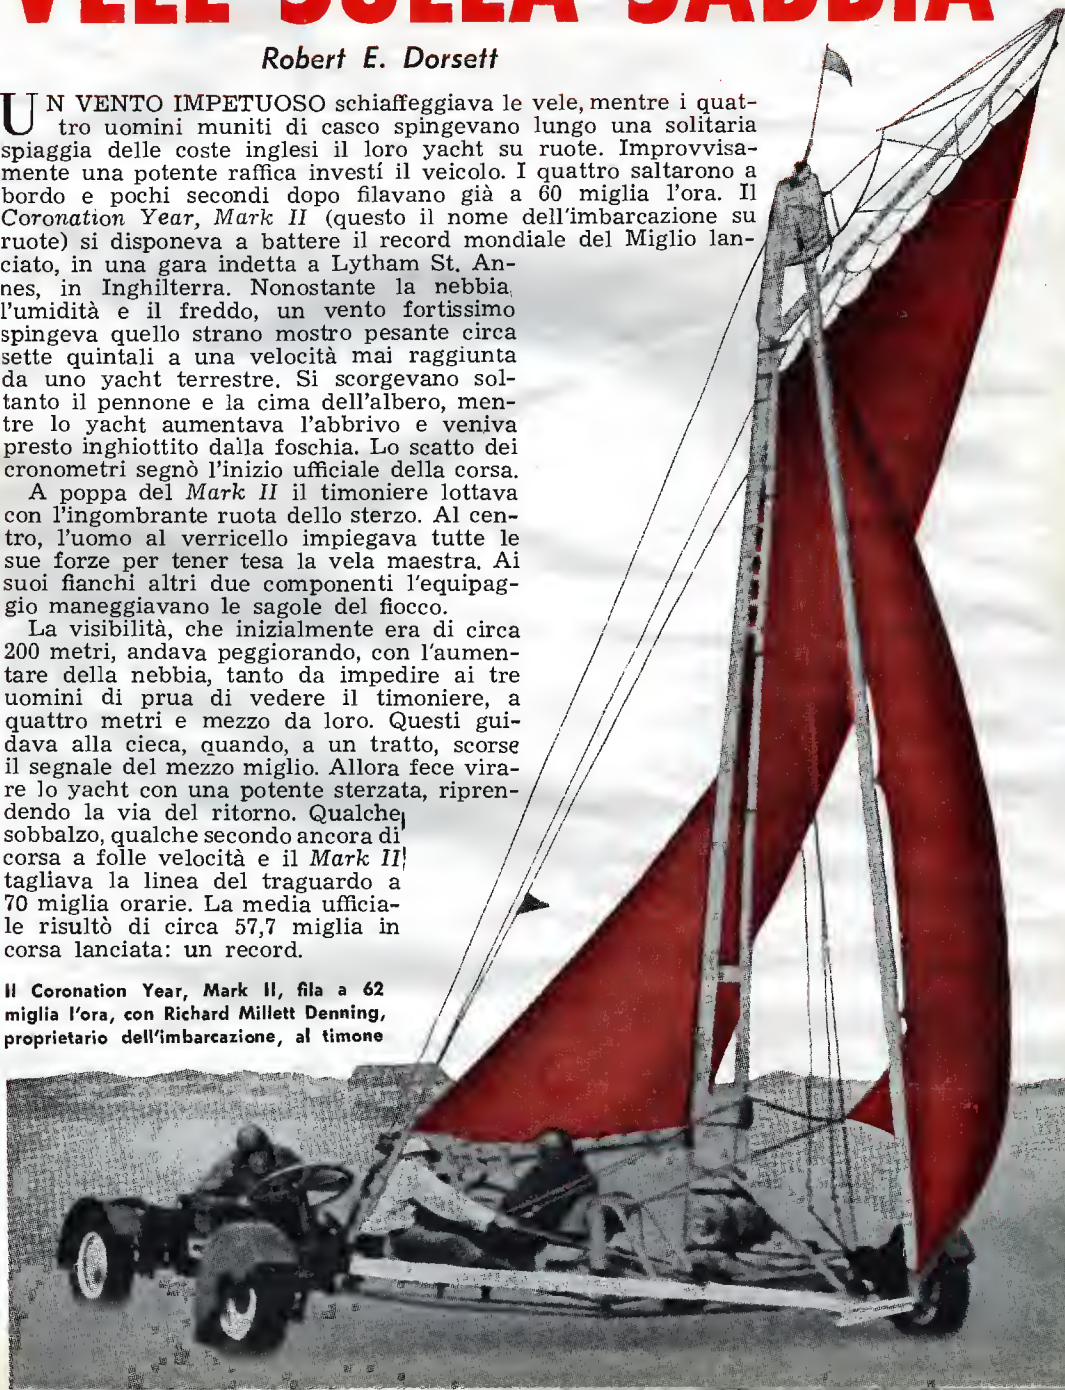 VELE SULLA SABBIA
Robert E. Dorsett
UN VENTO IMPETUOSO schiaffeggiava le vele, mentre i quat-
tro uomini muniti di casco spingevano lungo una solitaria
spiaggia delle coste inglesi il loro yacht su ruote. Improvvisa-
mente una potente raffica investí il veicolo. I quattro saltarono a
bordo e pochi secondi dopo filavano già a 60 miglia l'ora. Il
Coronation Year, Mark II (questo il nome dell'imbarcazione su
ruote) si disponeva a battere il record mondiale del Miglio lan-
ciato, in una gara indetta a Lytham St. An-
nes, in Inghilterra. Nonostante la nebbia,
l'umidità e il freddo, un vento fortissimo
spingeva quello strano mostro pesante circa
sette quintali a una velocità mai raggiunta
da uno yacht terrestre. Si scorgevano sol-
tanto il pennone e la cima dell'albero, men-
tre lo yacht aumentava l'abbrivo e veniva
presto inghiottito dalla foschia. Lo scatto dei
cronometri segnò l'inizio ufficiale della corsa.
A poppa del Mark II il timoniere lottava
con l'ingombrante ruota dello sterzo. Al cen-
tro, l'uomo al verricello impiegava tutte le
sue forze per tener tesa la vela maestra. Ai
suoi fianchi altri due componenti l'equipag-
gio maneggiavano le sagole del fiocco.
La visibilità, che inizialmente era di circa
200 metri, andava peggiorando, con l'aumen-
tare della nebbia, tanto da impedire ai tre
uomini di prua di vedere il timoniere, a
quattro metri e mezzo da loro. Questi gui-
dava alla cieca, quando, a un tratto, scorse
il segnale del mezzo miglio. Allora fece vira-
re lo yacht con una potente sterzata, ripren-
dendo la via del ritorno. Qualche
sobbalzo, qualche secondo ancora di
corsa a folle velocità e il Mark II
tagliava la linea del traguardo a
70 miglia orarie. La media ufficia-
le risultò di circa 57,7 miglia in
corsa lanciata: un record.
Il Coronation Year, Mark II, fila a 62
miglia l'ora, con Richard Millett Denning,
proprietario dell'imbarcazione, al timone